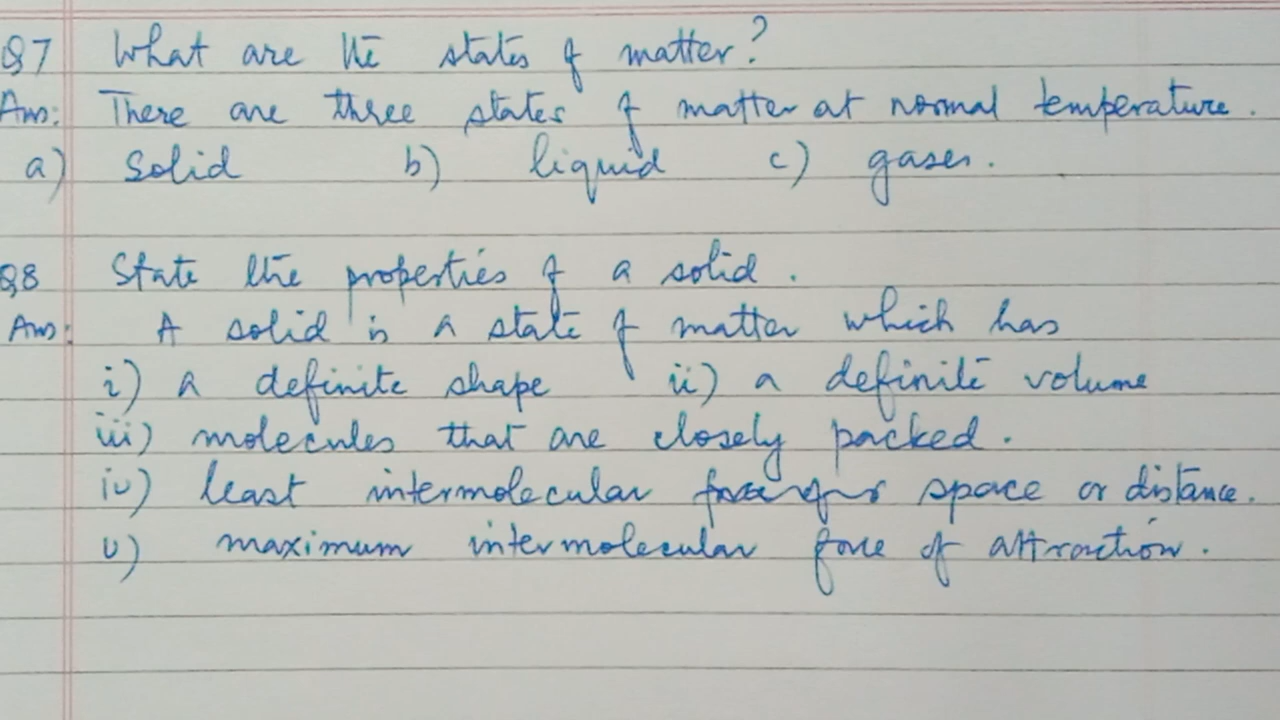 Q7 What are the states of matter?
Ans: There are three states of matter at normal temperature.
a) Solid b) liquid c) gases.
Q8 State the properties of a solid.
Ans: A solid is a state of matter which has
i) a definite shape ii) a definite volume
iii) molecules that are closely packed.
iv) least intermolecular space or distance.
v) maximum intermolecular force of attraction.